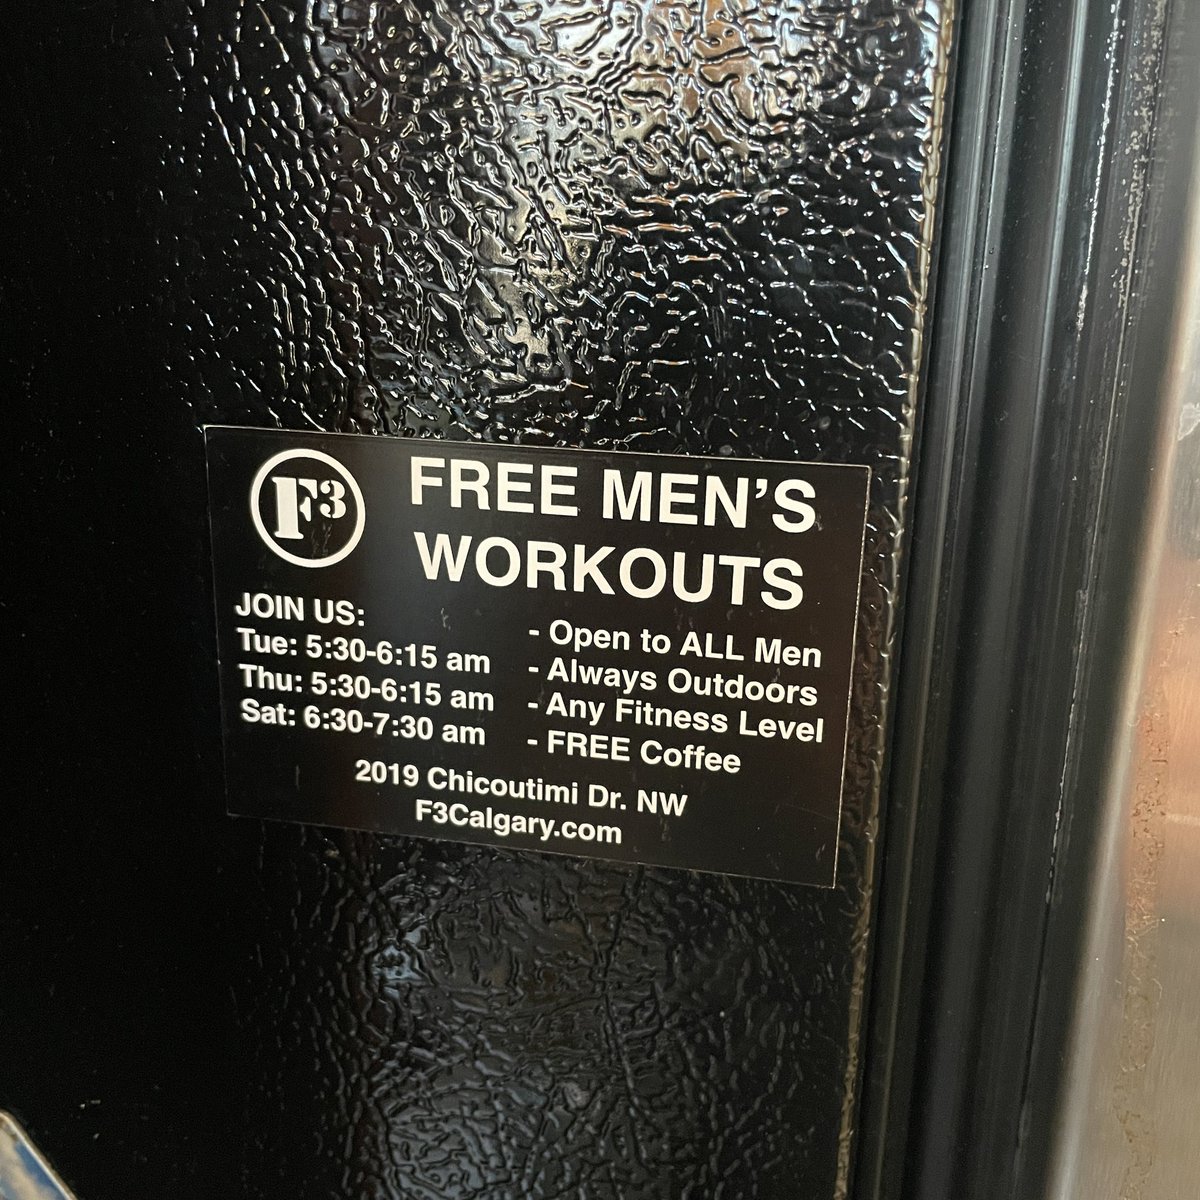 F3
FREE MEN'S
WORKOUTS
JOIN US:
Tue: 5:30-6:15 am
Thu: 5:30-6:15 am
Sat: 6:30-7:30 am
- Open to ALL Men
- Always Outdoors
- Any Fitness Level
- FREE Coffee
2019 Chicoutimi Dr. NW
F3Calgary.com